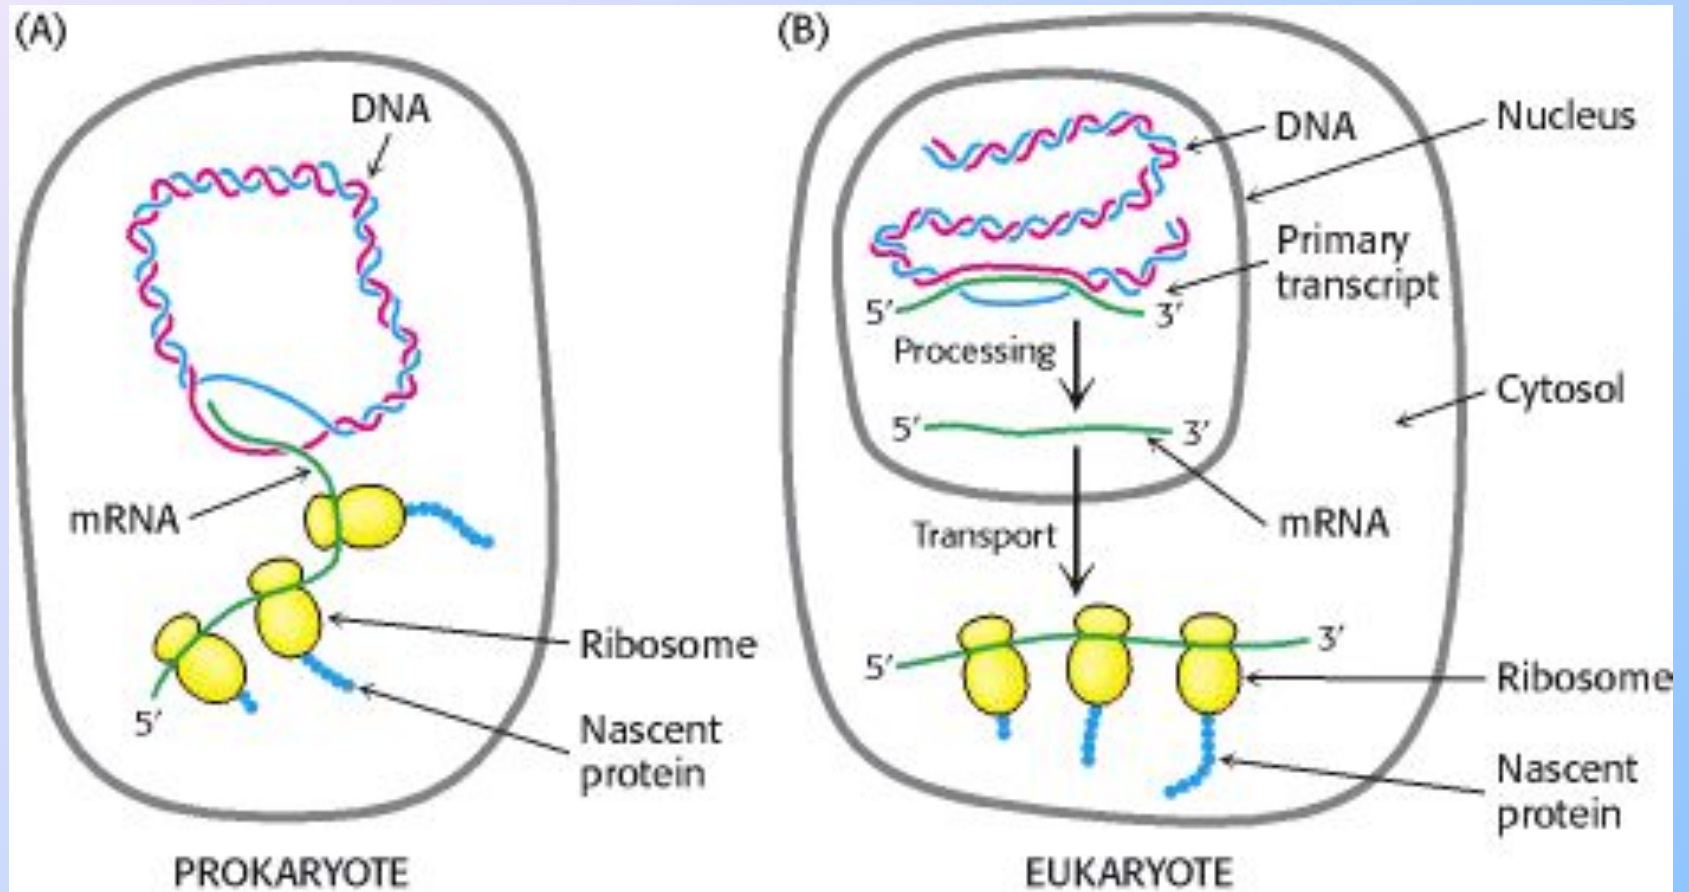 (A)
DNA
mRNA
Ribosome
5′
Nascent
protein
PROKARYOTE
(B)
DNA
Nucleus
Primary
transcript
5′
3′
Processing
Cytosol
5′
3′
mRNA
Transport
3′
5′
Ribosome
Nascent
protein
EUKARYOTE